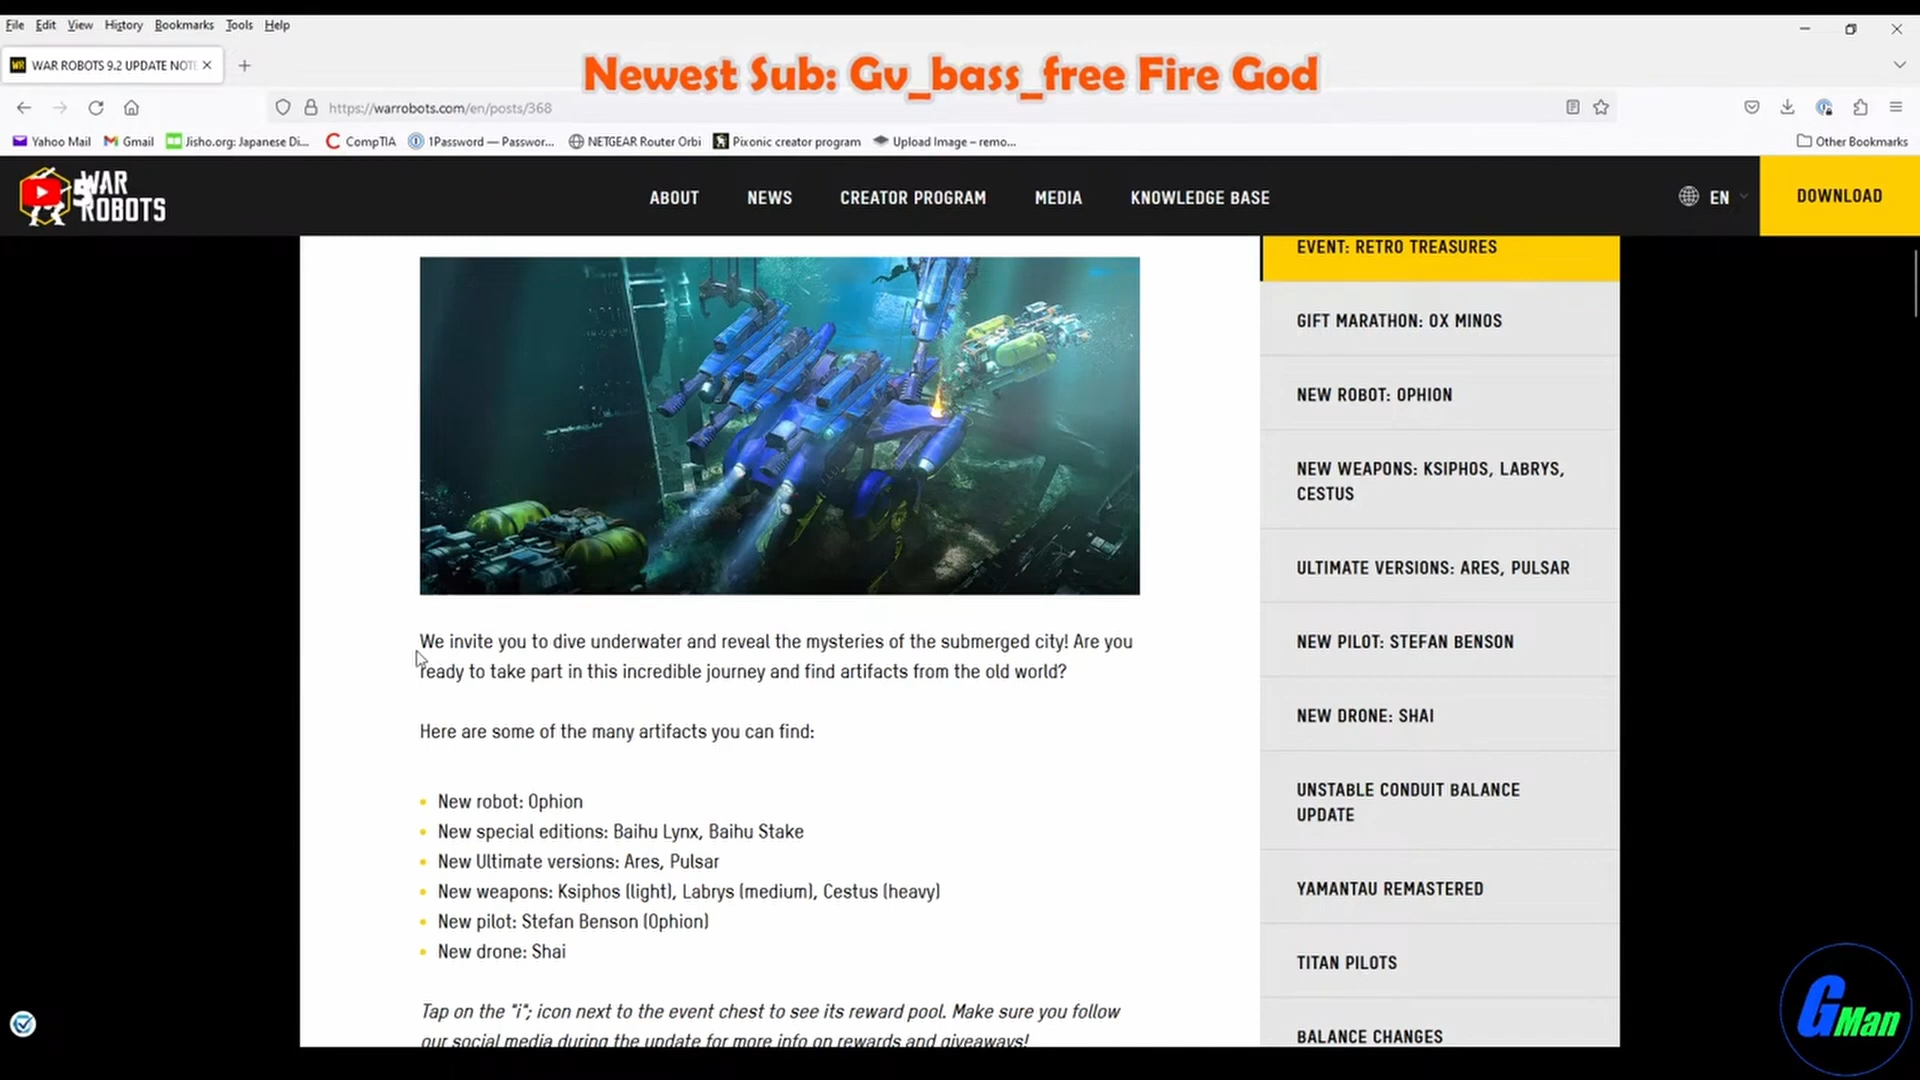 File Edit View History Bookmarks Tools Help
WAR ROBOTS 9.2 UPDATE NOTE
Newest Sub: Gv_bass_free Fire God
https://warrobots.com/en/posts/368
Yahoo Mail Gmail Jisho.org: Japanese Di... CompTIA 1Password — Passwor... NETGEAR Router Orbi Pixonic creator program Upload Image – remo... Other Bookmarks
WAR ROBOTS
ABOUT NEWS CREATOR PROGRAM MEDIA KNOWLEDGE BASE EN DOWNLOAD
We invite you to dive underwater and reveal the mysteries of the submerged city! Are you
ready to take part in this incredible journey and find artifacts from the old world?
Here are some of the many artifacts you can find:
• New robot: Ophion
• New special editions: Baihu Lynx, Baihu Stake
• New Ultimate versions: Ares, Pulsar
• New weapons: Ksiphos (light), Labrys (medium), Cestus (heavy)
• New pilot: Stefan Benson (Ophion)
• New drone: Shai
Tap on the "i"; icon next to the event chest to see its reward pool. Make sure you follow
our social media during the update for more info on rewards and giveaways!
EVENT: RETRO TREASURES
GIFT MARATHON: OX MINOS
NEW ROBOT: OPHION
NEW WEAPONS: KSIPHOS, LABRYS,
CESTUS
ULTIMATE VERSIONS: ARES, PULSAR
NEW PILOT: STEFAN BENSON
NEW DRONE: SHAI
UNSTABLE CONDUIT BALANCE
UPDATE
YAMANTAU REMASTERED
TITAN PILOTS
BALANCE CHANGES
GMan